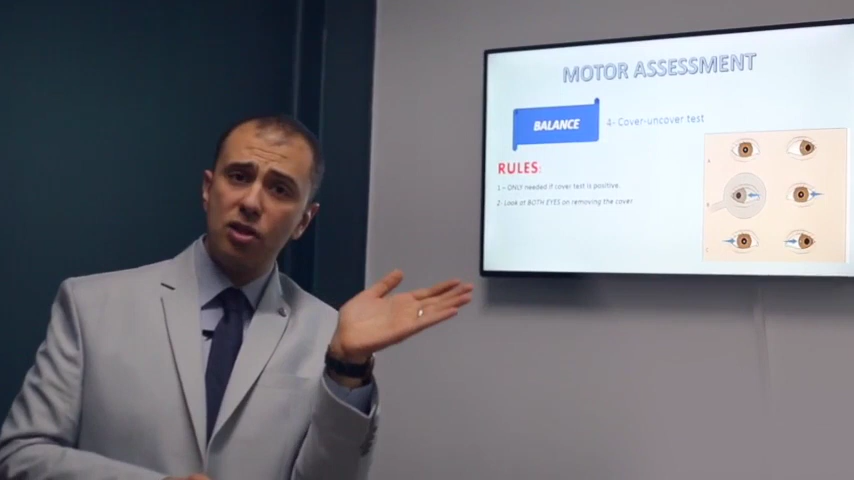 MOTOR ASSESSMENT
BALANCE
4- Cover-uncover test
RULES:
1 - ONLY needed if cover test is positive.
2- Look at BOTH EYES on removing the cover.